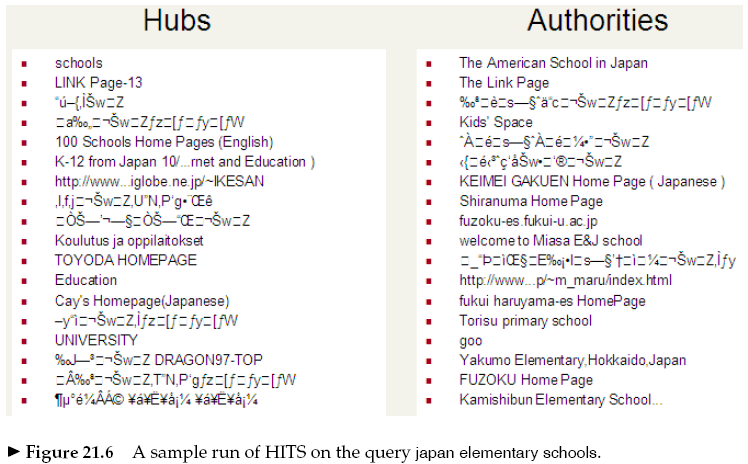 Hubs
schools
LINK Page-13
"ú–{‚ÌŠw□Z
□a‰„□¬Šw□Zƒz□[ƒ□ƒy□[ƒW
100 Schools Home Pages (English)
K-12 from Japan 10/...rnet and Education )
http://www...iglobe.ne.jp/~IKESAN
‚l‚f‚j□¬Šw□Z‚U"N‚P'g•¨Œê
□ÒŠ—'¬—§□ÒŠ—"Œ□¬Šw□Z
Koulutus ja oppilaitokset
TOYODA HOMEPAGE
Education
Cay's Homepage(Japanese)
–y"ì□¬Šw□Z‚Ìƒz□[ƒ□ƒy□[ƒW
UNIVERSITY
‰J—³□¬Šw□Z DRAGON97-TOP
□Â‰ª□¬Šw□Z‚T"N‚P'gƒz□[ƒ□ƒy□[ƒW
¶µ°é¼ÂÁ© ¥á¥Ë¥å¡¼ ¥á¥Ë¥å¡¼
Authorities
The American School in Japan
The Link Page
‰ª□è□s—§ˆä"c□¬Šw□Zƒz□[ƒ□ƒy□[ƒW
Kids' Space
ˆÀ□é□s—§ˆÀ□é□¼•"□¬Šw□Z
‹{□é‹³ˆç'åŠw•□'®□¬Šw□Z
KEIMEI GAKUEN Home Page ( Japanese )
Shiranuma Home Page
fuzoku-es.fukui-u.ac.jp
welcome to Miasa E&J school
□_"Þ□ìŒ§□E‰¡•l□s—§'†□ì□¼□¬Šw□Z‚Ìƒy
http://www...p/~m_maru/index.html
fukui haruyama-es HomePage
Torisu primary school
goo
Yakumo Elementary,Hokkaido,Japan
FUZOKU Home Page
Kamishibun Elementary School...
► Figure 21.6 A sample run of HITS on the query japan elementary schools.